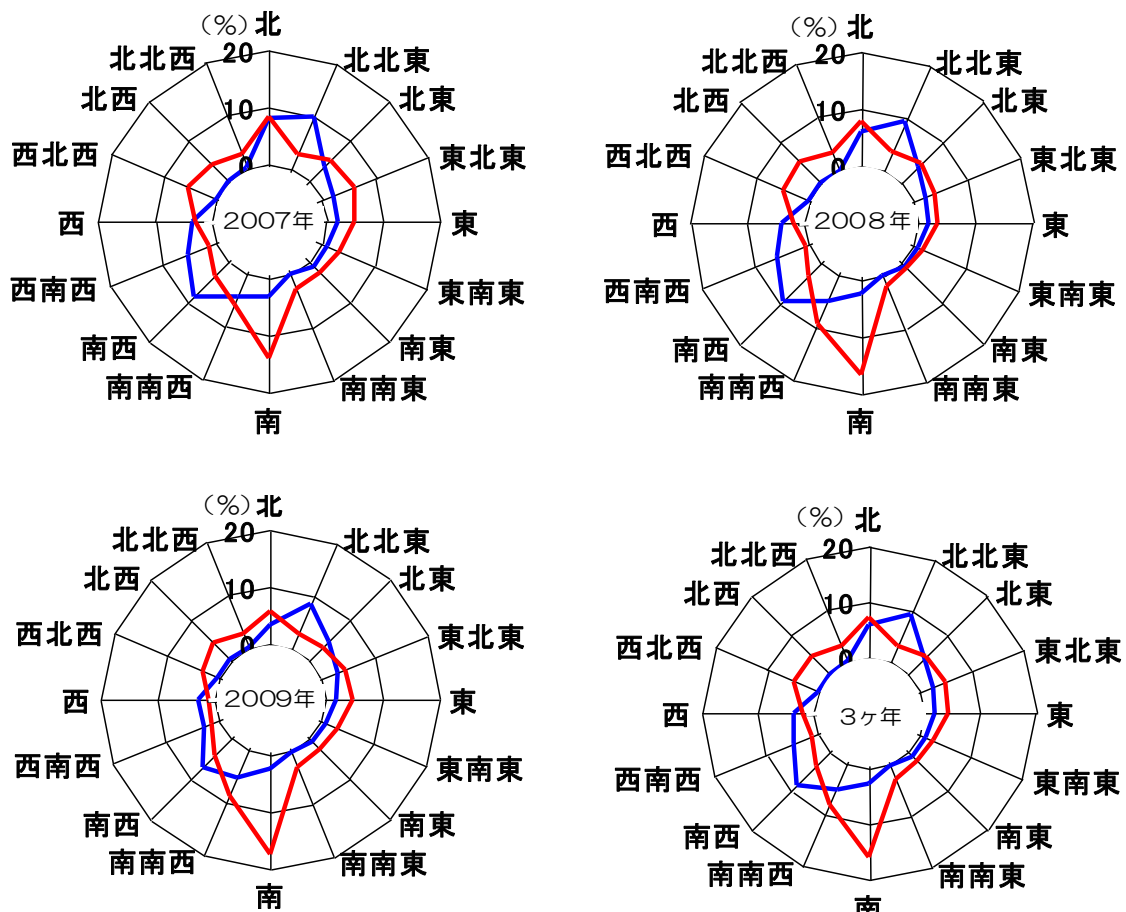 (%) 北
20
10
0
北北東
北東
東北東
東
東南東
南東
南南東
南
南南西
南西
西南西
西
西北西
北西
北北西
2007年
(%) 北
20
10
0
北北東
北東
東北東
東
東南東
南東
南南東
南
南南西
南西
西南西
西
西北西
北西
北北西
2008年
(%) 北
20
10
0
北北東
北東
東北東
東
東南東
南東
南南東
南
南南西
南西
西南西
西
西北西
北西
北北西
2009年
(%) 北
20
10
0
北北東
北東
東北東
東
東南東
南東
南南東
南
南南西
南西
西南西
西
西北西
北西
北北西
3ヶ年